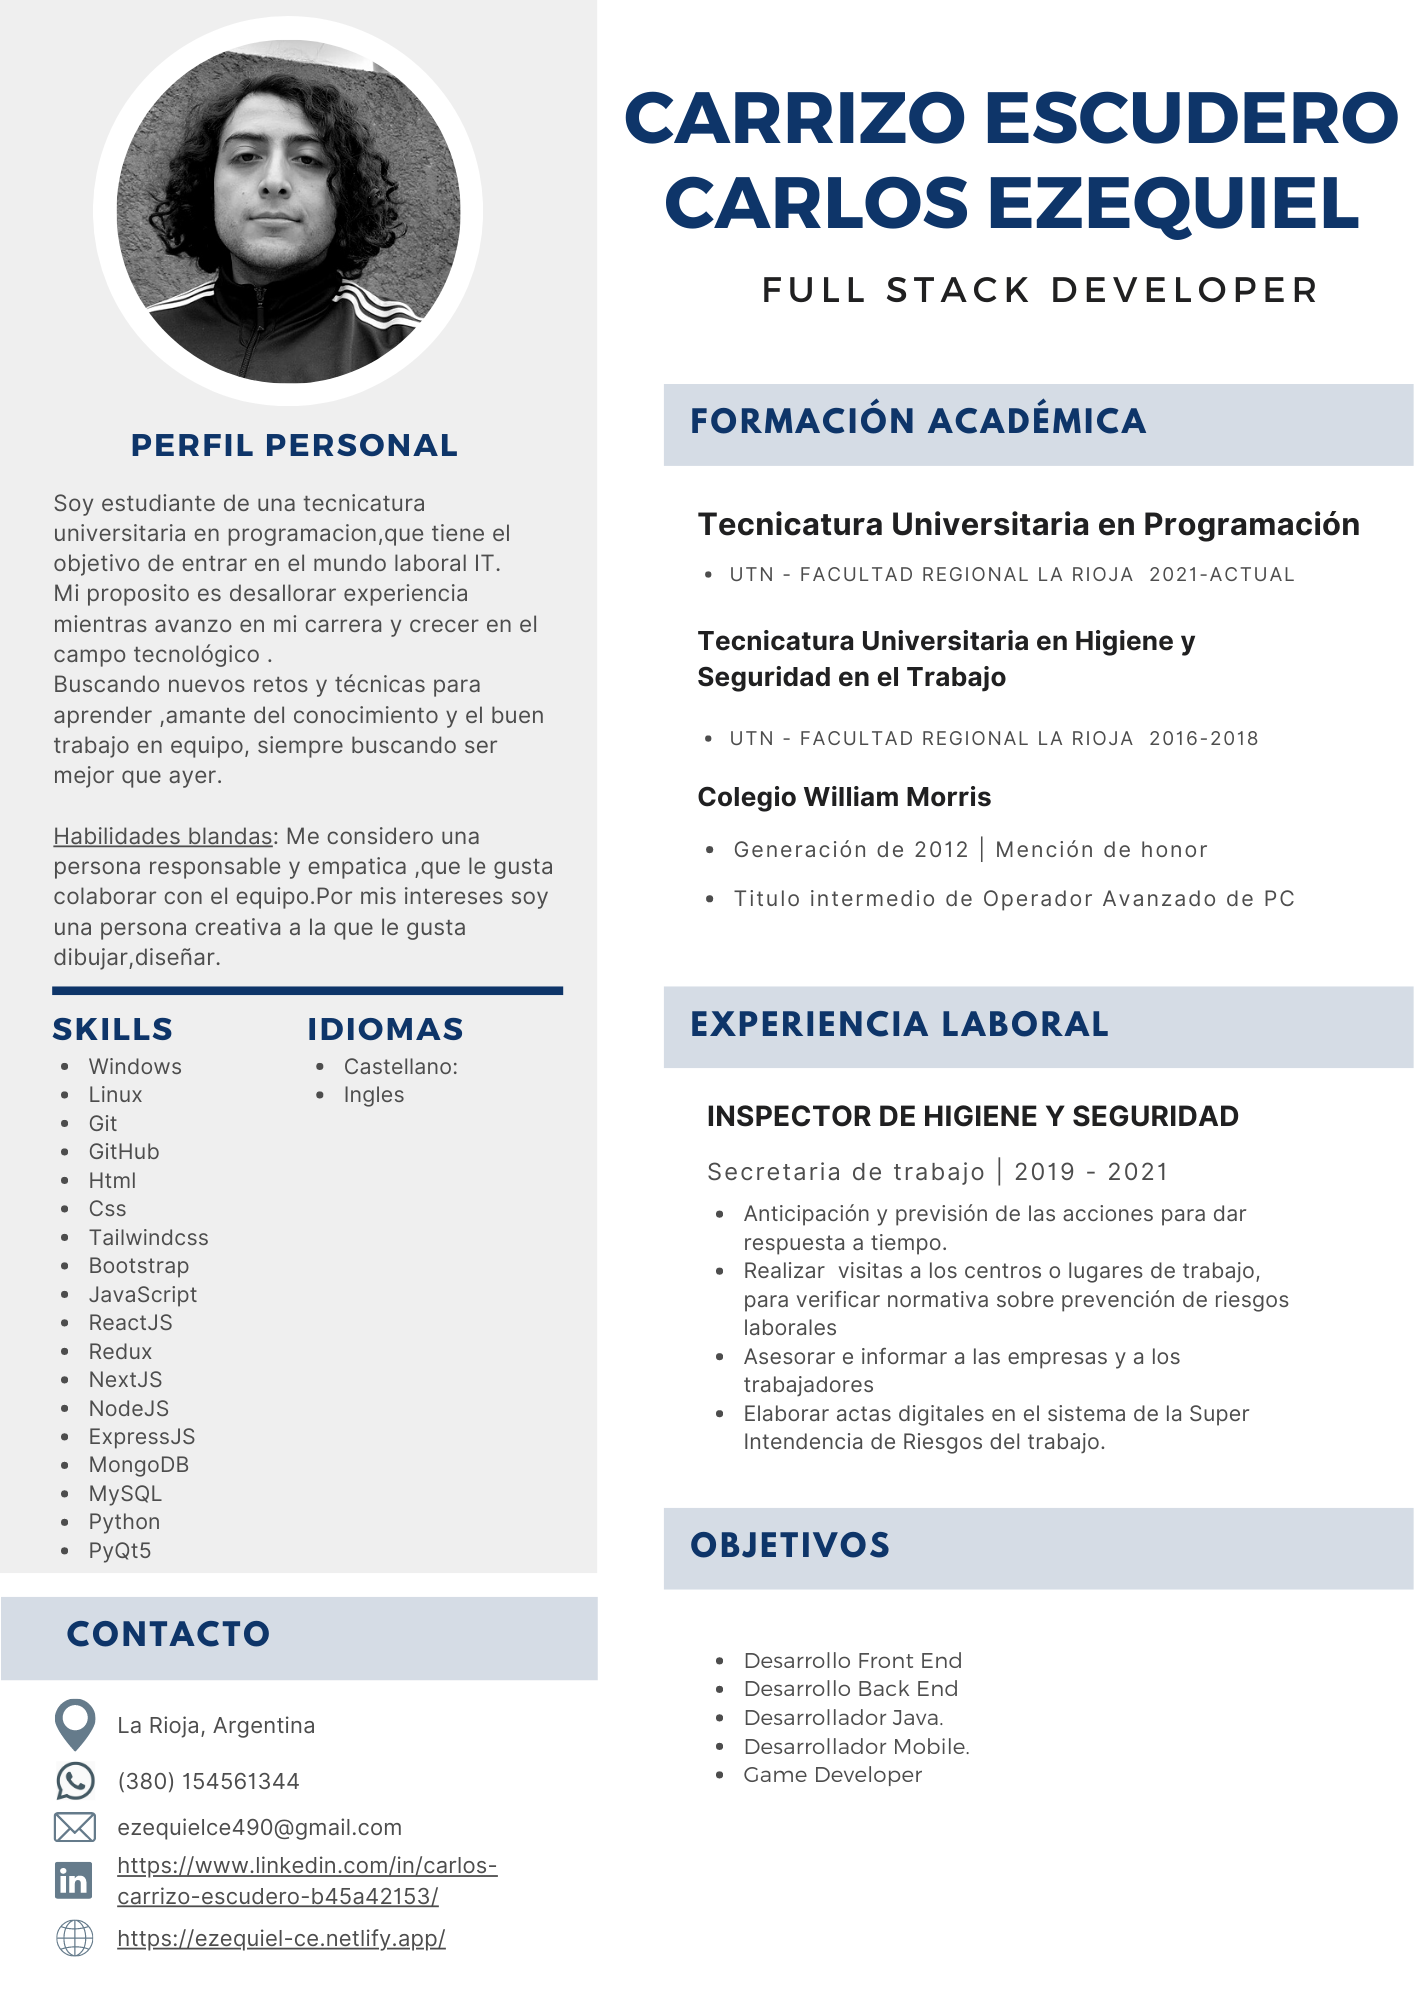 CARRIZO ESCUDERO
CARLOS EZEQUIEL
FULL STACK DEVELOPER
PERFIL PERSONAL
Soy estudiante de una tecnicatura
universitaria en programacion,que tiene el
objetivo de entrar en el mundo laboral IT.
Mi proposito es desallorar experiencia
mientras avanzo en mi carrera y crecer en el
campo tecnológico .
Buscando nuevos retos y técnicas para
aprender ,amante del conocimiento y el buen
trabajo en equipo, siempre buscando ser
mejor que ayer.
Habilidades blandas: Me considero una
persona responsable y empatica ,que le gusta
colaborar con el equipo.Por mis intereses soy
una persona creativa a la que le gusta
dibujar,diseñar.
SKILLS
• Windows
• Linux
• Git
• GitHub
• Html
• Css
• Tailwindcss
• Bootstrap
• JavaScript
• ReactJS
• Redux
• NextJS
• NodeJS
• ExpressJS
• MongoDB
• MySQL
• Python
• PyQt5
IDIOMAS
• Castellano:
• Ingles
CONTACTO
La Rioja, Argentina
(380) 154561344
ezequielce490@gmail.com
https://www.linkedin.com/in/carlos-
carrizo-escudero-b45a42153/
https://ezequiel-ce.netlify.app/
FORMACIÓN ACADÉMICA
Tecnicatura Universitaria en Programación
• UTN - FACULTAD REGIONAL LA RIOJA 2021-ACTUAL
Tecnicatura Universitaria en Higiene y
Seguridad en el Trabajo
• UTN - FACULTAD REGIONAL LA RIOJA 2016-2018
Colegio William Morris
• Generación de 2012 | Mención de honor
• Titulo intermedio de Operador Avanzado de PC
EXPERIENCIA LABORAL
INSPECTOR DE HIGIENE Y SEGURIDAD
Secretaria de trabajo | 2019 - 2021
• Anticipación y previsión de las acciones para dar
respuesta a tiempo.
• Realizar  visitas a los centros o lugares de trabajo,
para verificar normativa sobre prevención de riesgos
laborales
• Asesorar e informar a las empresas y a los
trabajadores
• Elaborar actas digitales en el sistema de la Super
Intendencia de Riesgos del trabajo.
OBJETIVOS
• Desarrollo Front End
• Desarrollo Back End
• Desarrollador Java.
• Desarrollador Mobile.
• Game Developer